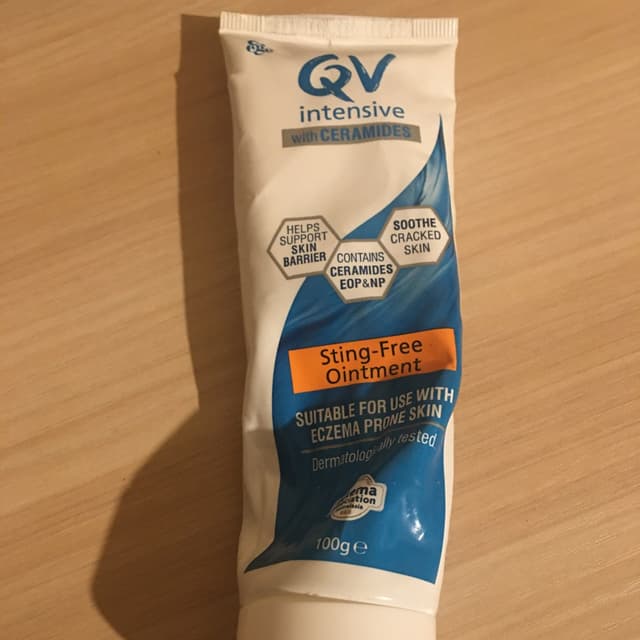 QV
intensive
with CERAMIDES
HELPS
SUPPORT
SKIN
BARRIER
CONTAINS
CERAMIDES
EOP&NP
SOOTHE
CRACKED
SKIN
Sting-Free
Ointment
SUITABLE FOR USE WITH
ECZEMA PRONE SKIN
Dermatologically tested
100g e